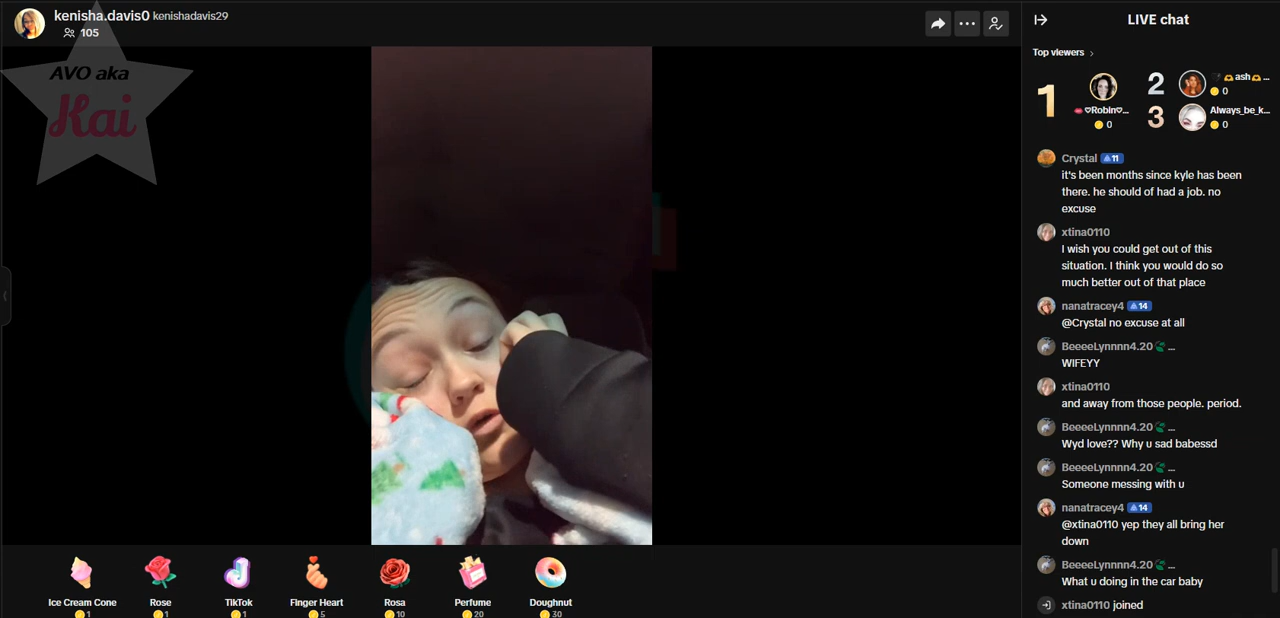 kenisha.davis0 kenishadavis29
105
AVO aka
Kai
LIVE chat
Top viewers
1
♡Robin♡...
0
2
ash ...
0
3
Always_be_k...
0
Crystal 11
it's been months since kyle has been
there. he should of had a job. no
excuse
xtina0110
I wish you could get out of this
situation. I think you would do so
much better out of that place
nanatracey4 14
@Crystal no excuse at all
BeeeeLynnnn4.20 ...
WIFEYY
xtina0110
and away from those people. period.
BeeeeLynnnn4.20 ...
Wyd love?? Why u sad babessd
BeeeeLynnnn4.20 ...
Someone messing with u
nanatracey4 14
@xtina0110 yep they all bring her
down
BeeeeLynnnn4.20 ...
What u doing in the car baby
xtina0110 joined
Ice Cream Cone
1
Rose
1
TikTok
1
Finger Heart
5
Rosa
10
Perfume
20
Doughnut
30